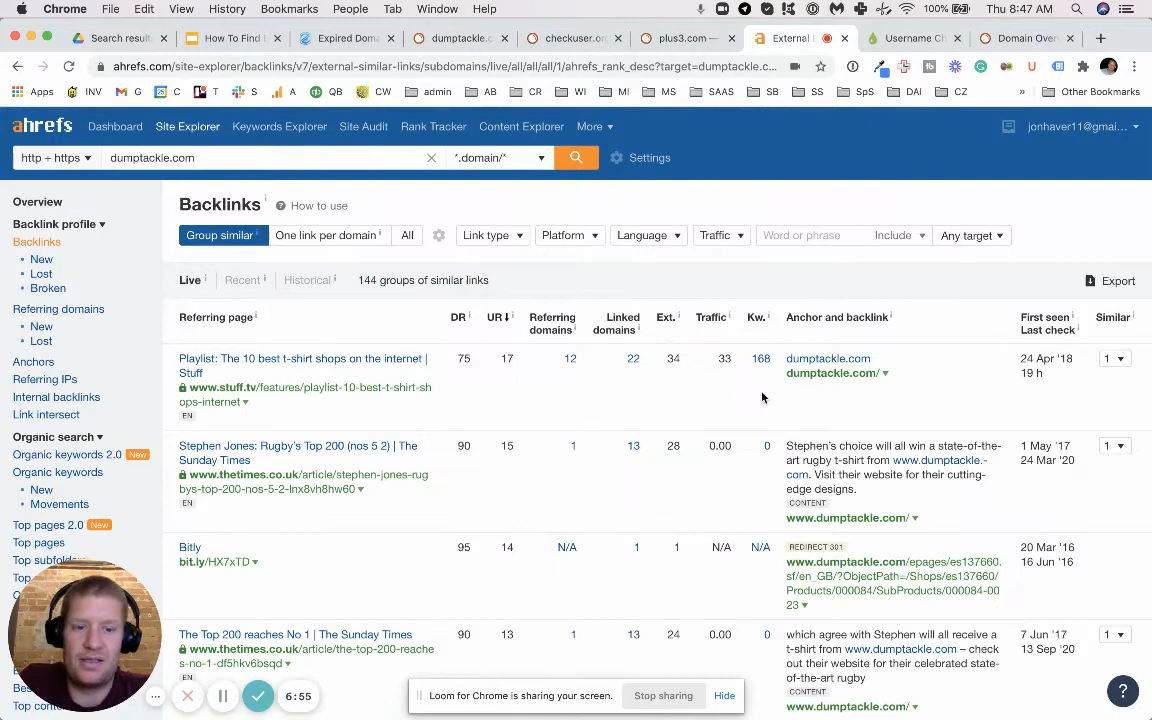 Chrome File Edit View History Bookmarks People Tab Window Help 100% Thu 8:47 AM
Search result How To Find Expired Dom dumptackle.c checkuser.or plus3.com — External B Username Ch Domain Over
ahrefs.com/site-explorer/backlinks/v7/external-similar-links/subdomains/live/all/all/all/1/ahrefs_rank_desc?target=dumptackle.c...
Apps INV G C T S A QB CW admin AB CR WI MI MS SAAS SB SS SpS DAI CZ » Other Bookmarks
ahrefs Dashboard Site Explorer Keywords Explorer Site Audit Rank Tracker Content Explorer More jonhaver11@gmai...
http + https dumptackle.com *.domain/* Settings
Overview
Backlink profile
Backlinks
New
Lost
Broken
Referring domains
New
Lost
Anchors
Referring IPs
Internal backlinks
Link intersect
Organic search
Organic keywords 2.0 New
Organic keywords
New
Movements
Top pages 2.0 New
Top pages
Top subfol
Top
Bes
Top conte
Backlinks How to use
Group similar One link per domain All Link type Platform Language Traffic Word or phrase Include Any target
Live Recent Historical 144 groups of similar links Export
Referring page DR UR Referring domains Linked domains Ext. Traffic Kw. Anchor and backlink First seen Last check Similar
Playlist: The 10 best t-shirt shops on the internet | 75 17 12 22 34 33 168 dumptackle.com 24 Apr '18 1
Stuff dumptackle.com/ 19 h
www.stuff.tv/features/playlist-10-best-t-shirt-sh
ops-internet
EN
Stephen Jones: Rugby's Top 200 (nos 5 2) | The 90 15 1 13 28 0.00 0 Stephen's choice will all win a state-of-the- 1 May '17 1
Sunday Times art rugby t-shirt from www.dumptackle.- 24 Mar '20
www.thetimes.co.uk/article/stephen-jones-rug com. Visit their website for their cutting-
bys-top-200-nos-5-2-lnx8vh8hw60 edge designs.
EN CONTENT
www.dumptackle.com/
Bitly 95 14 N/A 1 1 N/A N/A REDIRECT 301 20 Mar '16
bit.ly/HX7xTD www.dumptackle.com/epages/es137660. 16 Jun '16
sf/en_GB/?ObjectPath=/Shops/es137660/
Products/000084/SubProducts/000084-00
23
The Top 200 reaches No 1 | The Sunday Times 90 13 1 13 24 0.00 0 which agree with Stephen will all receive a 7 Jun '17 1
www.thetimes.co.uk/article/the-top-200-reache t-shirt from www.dumptackle.com – check 13 Sep '20
s-no-1-df5hkv6bsqd out their website for their celebrated state-
of-the-art rugby
CONTENT
www.dumptackle.com/
6:55
Loom for Chrome is sharing your screen. Stop sharing Hide
?